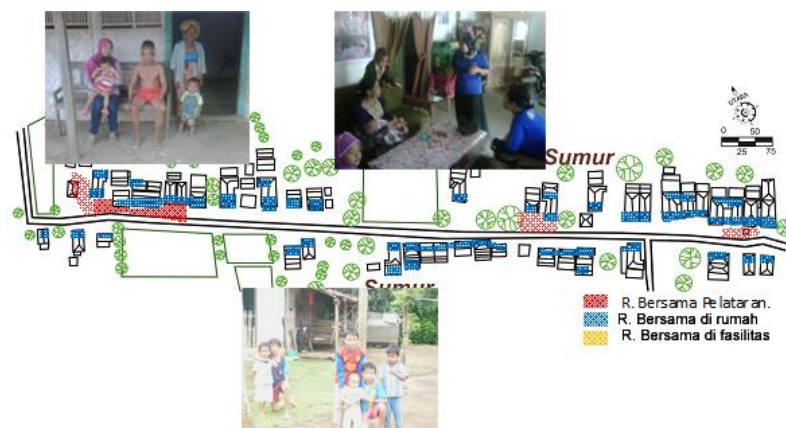 UTARA
0 50
25 75
Sumur
Sumur
R. Bersama Pelataran.
R. Bersama di rumah
R. Bersama di fasilitas